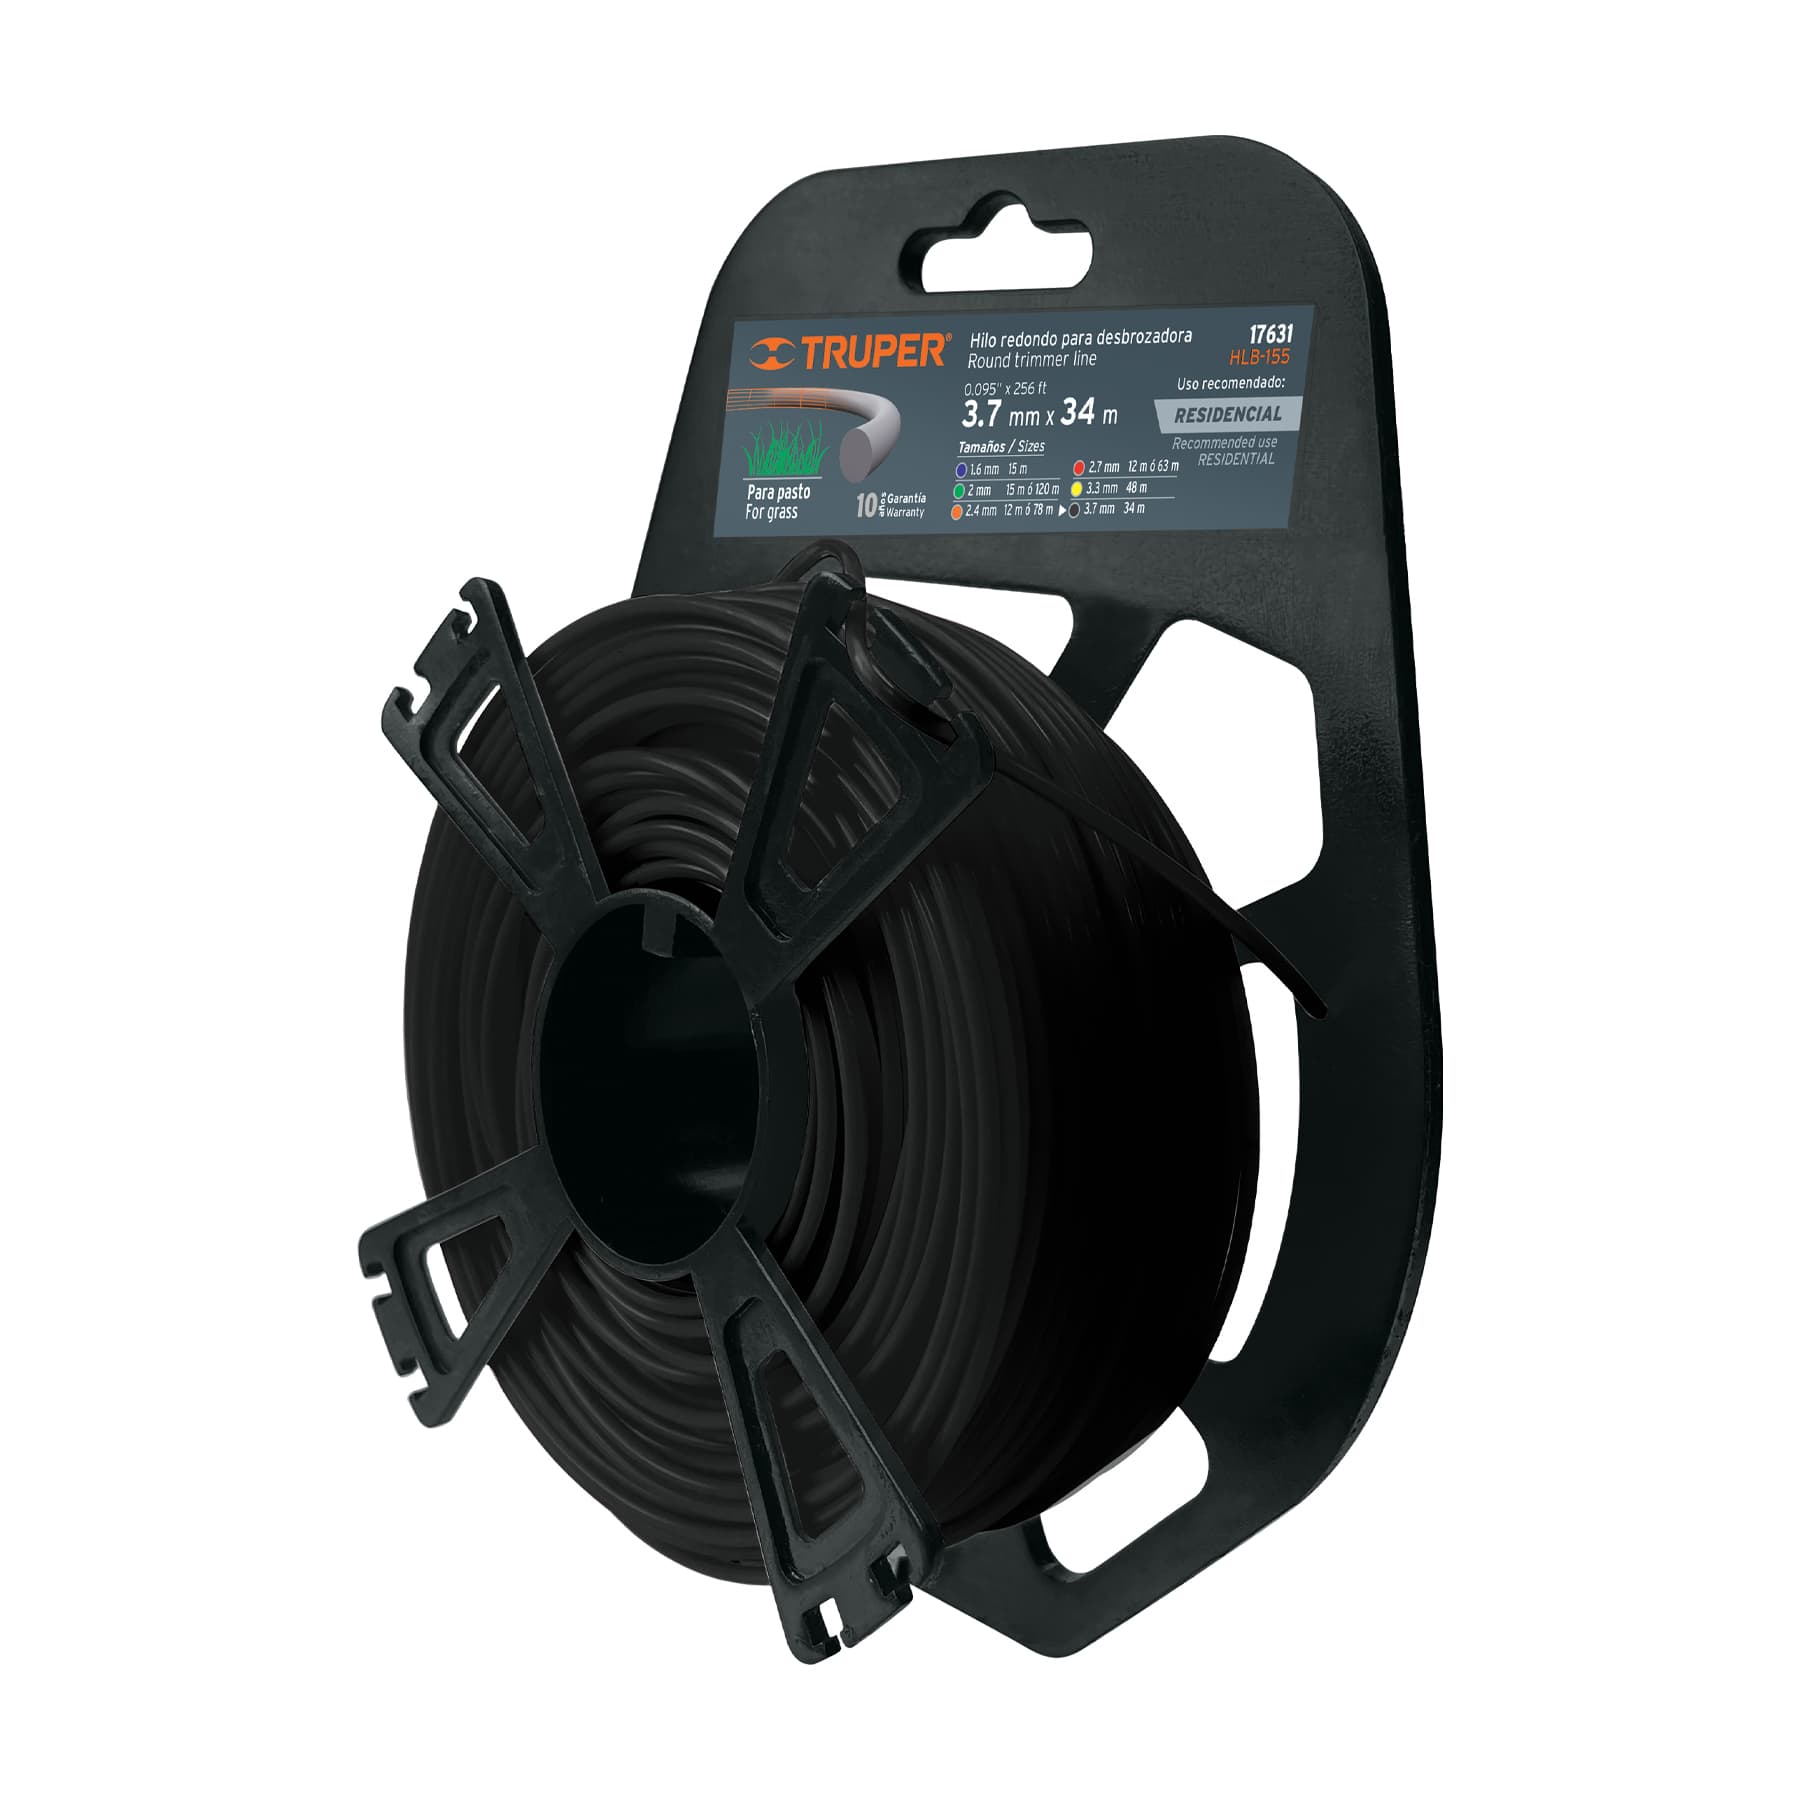 TRUPER®
Hilo redondo para desbrozadora
Round trimmer line
17631
HLB-155
0.095" x 256 ft
3.7 mm x 34 m
Uso recomendado:
RESIDENCIAL
Recommended use
RESIDENTIAL
Para pasto
For grass
10 años Garantía
Warranty
Tamaños / Sizes
1.6 mm 15 m
2 mm 15 m ó 120 m
2.4 mm 12 m ó 78 m
2.7 mm 12 m ó 63 m
3.3 mm 48 m
3.7 mm 34 m